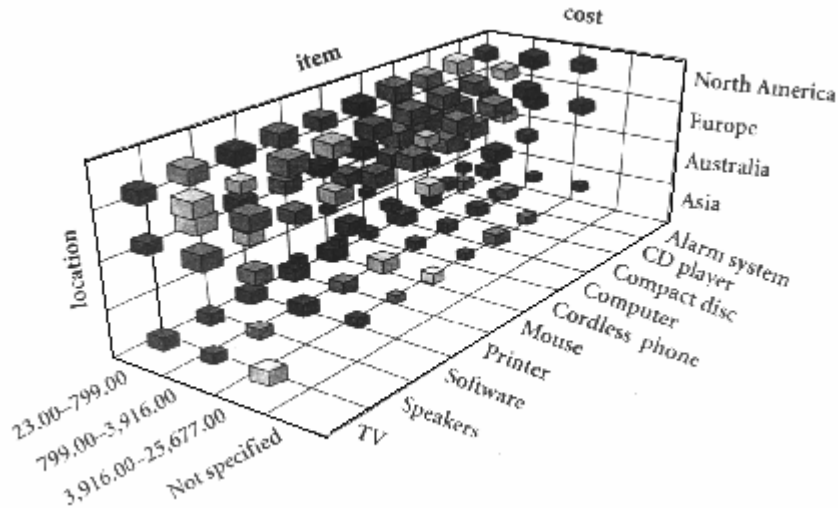 cost
item
North America
Europe
Australia
Asia
location
Alarm system
CD player
Compact disc
Computer
Cordless phone
Mouse
Printer
Software
Speakers
TV
23.00–799.00
799.00–3,916.00
3,916.00–25,677.00
Not specified